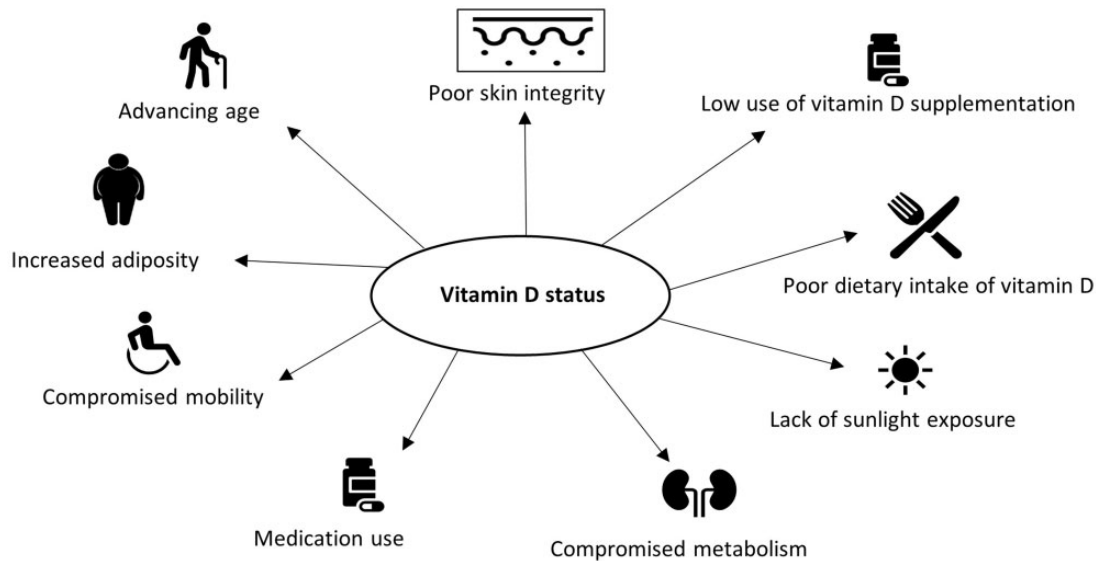 Advancing age
Poor skin integrity
Low use of vitamin D supplementation
Increased adiposity
Poor dietary intake of vitamin D
Vitamin D status
Compromised mobility
Lack of sunlight exposure
Medication use
Compromised metabolism